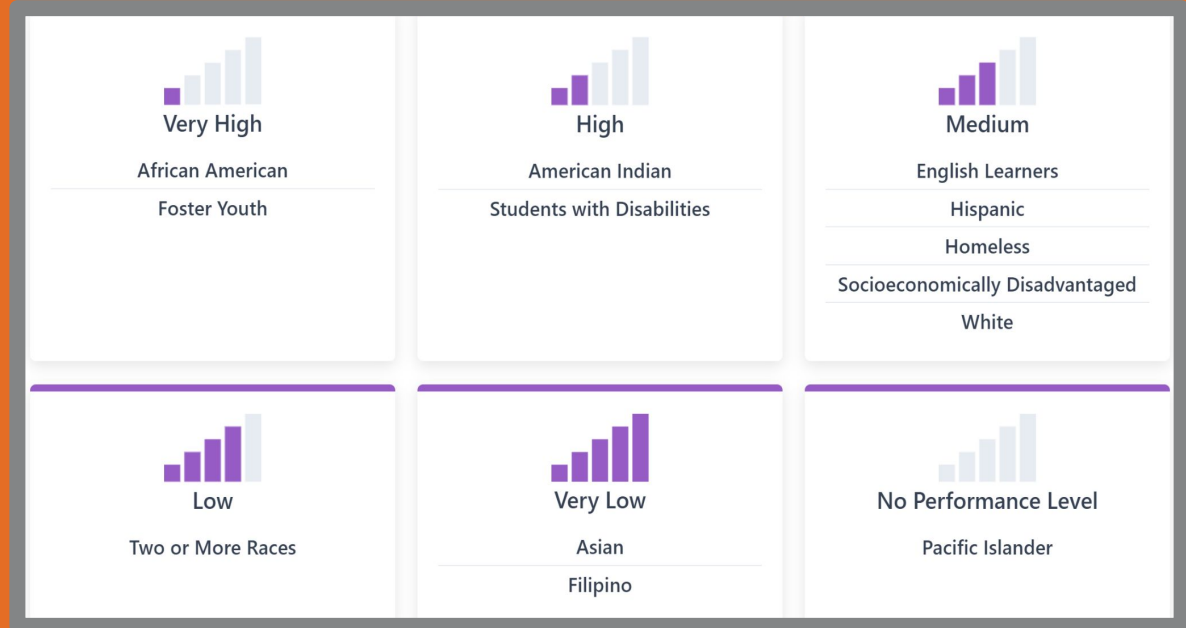 Very High
African American
Foster Youth
High
American Indian
Students with Disabilities
Medium
English Learners
Hispanic
Homeless
Socioeconomically Disadvantaged
White
Low
Two or More Races
Very Low
Asian
Filipino
No Performance Level
Pacific Islander